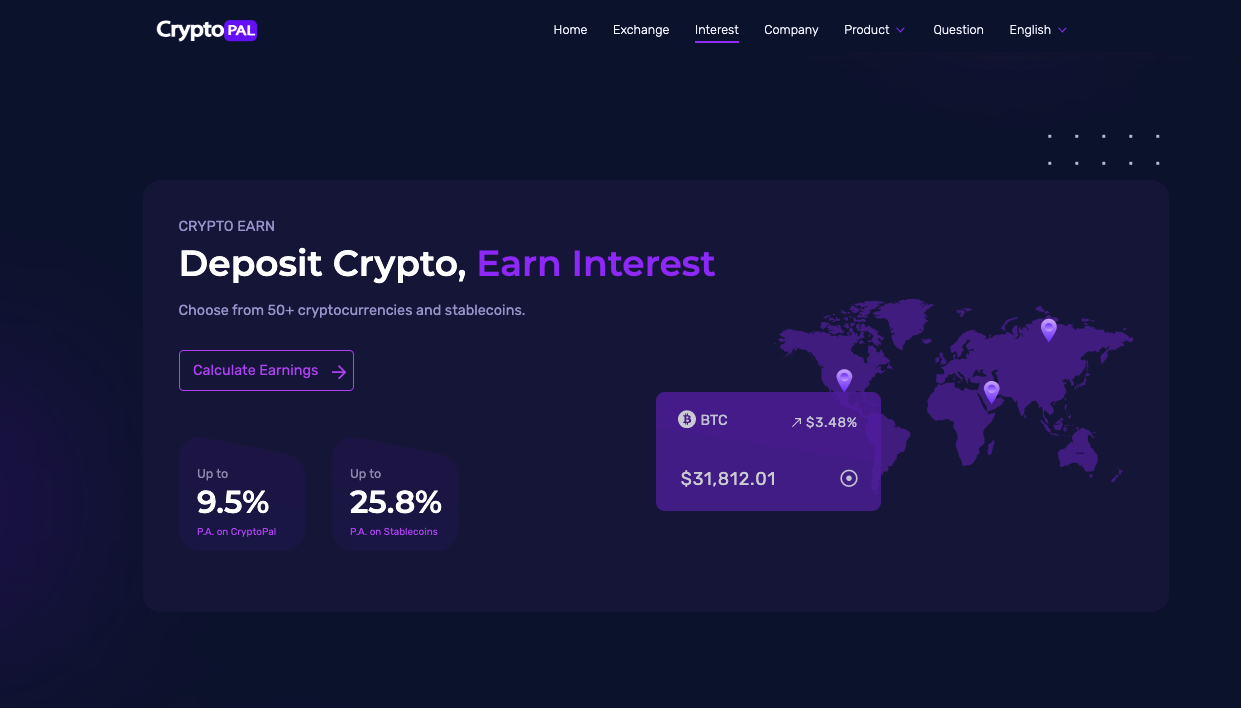 CryptoPAL
Home Exchange Interest Company Product Question English
CRYPTO EARN
Deposit Crypto, Earn Interest
Choose from 50+ cryptocurrencies and stablecoins.
Calculate Earnings
BTC
$3.48%
$31,812.01
Up to
9.5%
P.A. on CryptoPal
Up to
25.8%
P.A. on Stablecoins